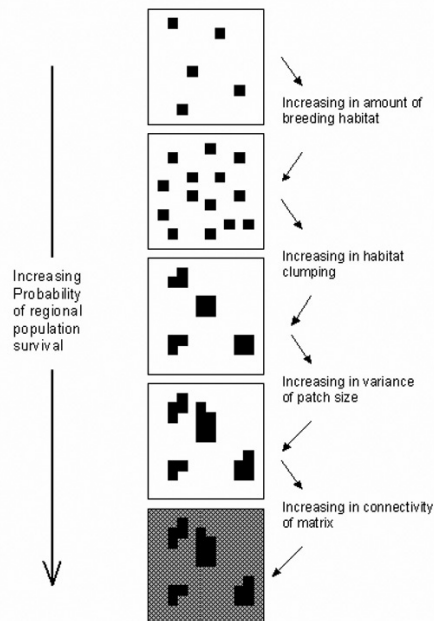 Increasing in amount of
breeding habitat
Increasing in habitat
clumping
Increasing
Probability
of regional
population
survival
Increasing in variance
of patch size
Increasing in connectivity
of matrix